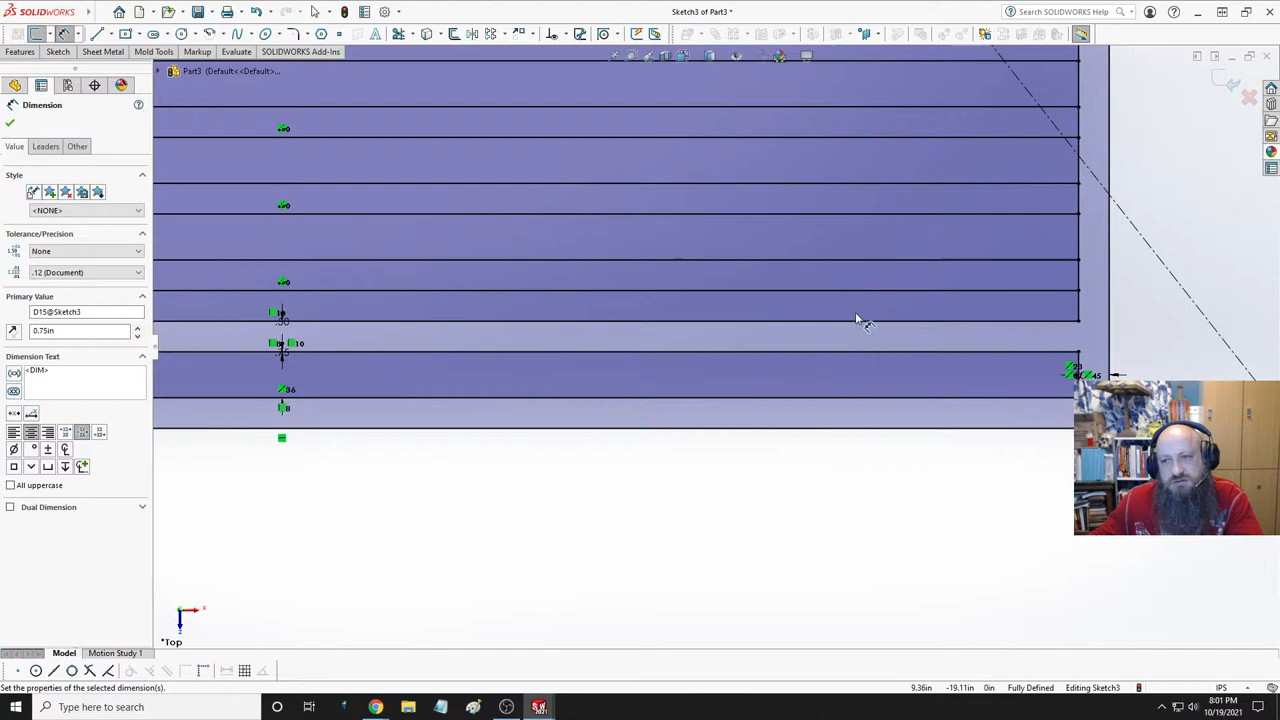 SOLIDWORKS
Sketch3 of Part3 *
Search SOLIDWORKS Help
Features
Sketch
Sheet Metal
Mold Tools
Markup
Evaluate
SOLIDWORKS Add-Ins
Part3 (Default<<Default>...
Dimension
Value
Leaders
Other
Style
<NONE>
Tolerance/Precision
None
.12 (Document)
Primary Value
D15@Sketch3
0.75in
Dimension Text
<DIM>
All uppercase
Dual Dimension
10
36
8
45
*Top
Model
Motion Study 1
Set the properties of the selected dimension(s).
9.36in
-19.11in
0in
Fully Defined
Editing Sketch3
IPS
Type here to search
8:01 PM
10/19/2021